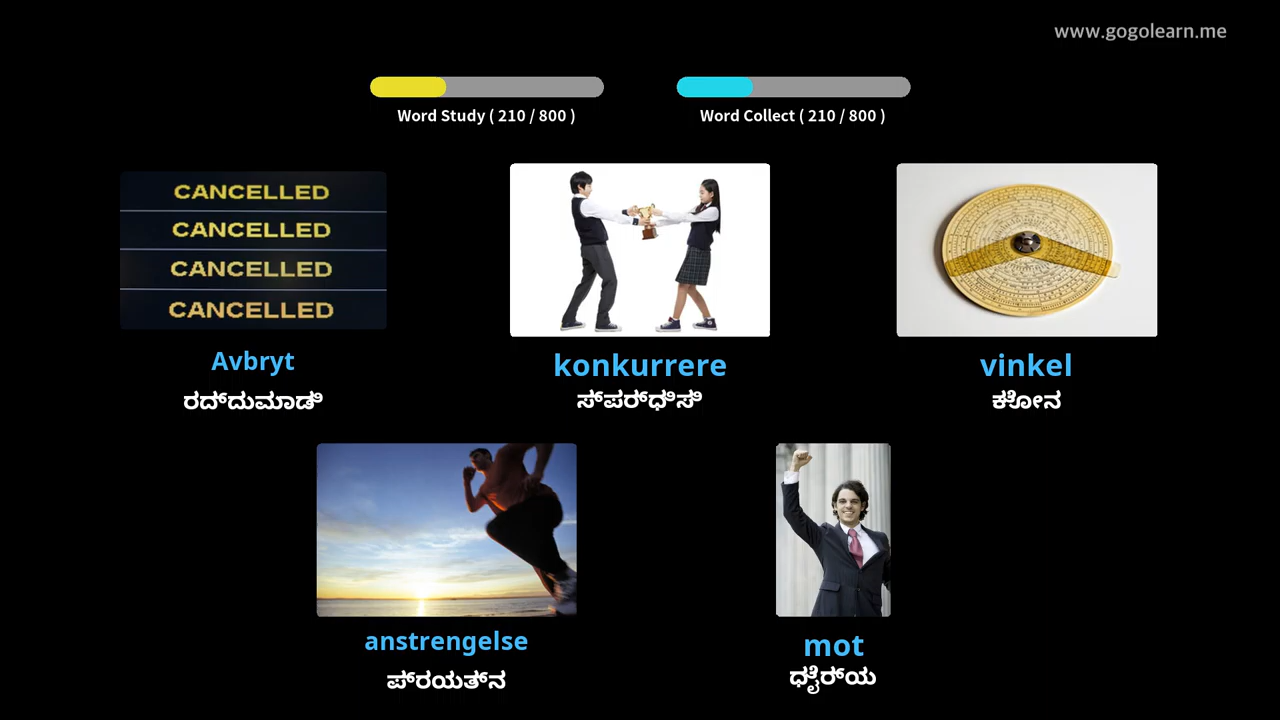 www.gogolearn.me
Word Study ( 210 / 800 )
Word Collect ( 210 / 800 )
CANCELLED
CANCELLED
CANCELLED
CANCELLED
Avbryt
ರದ್ದುಮಾಡಿ
konkurrere
ಸ್ಪರ್ಧಿಸಿ
vinkel
ಕೋನ
anstrengelse
ಪ್ರಯತ್ನ
mot
ಧೈರ್ಯ